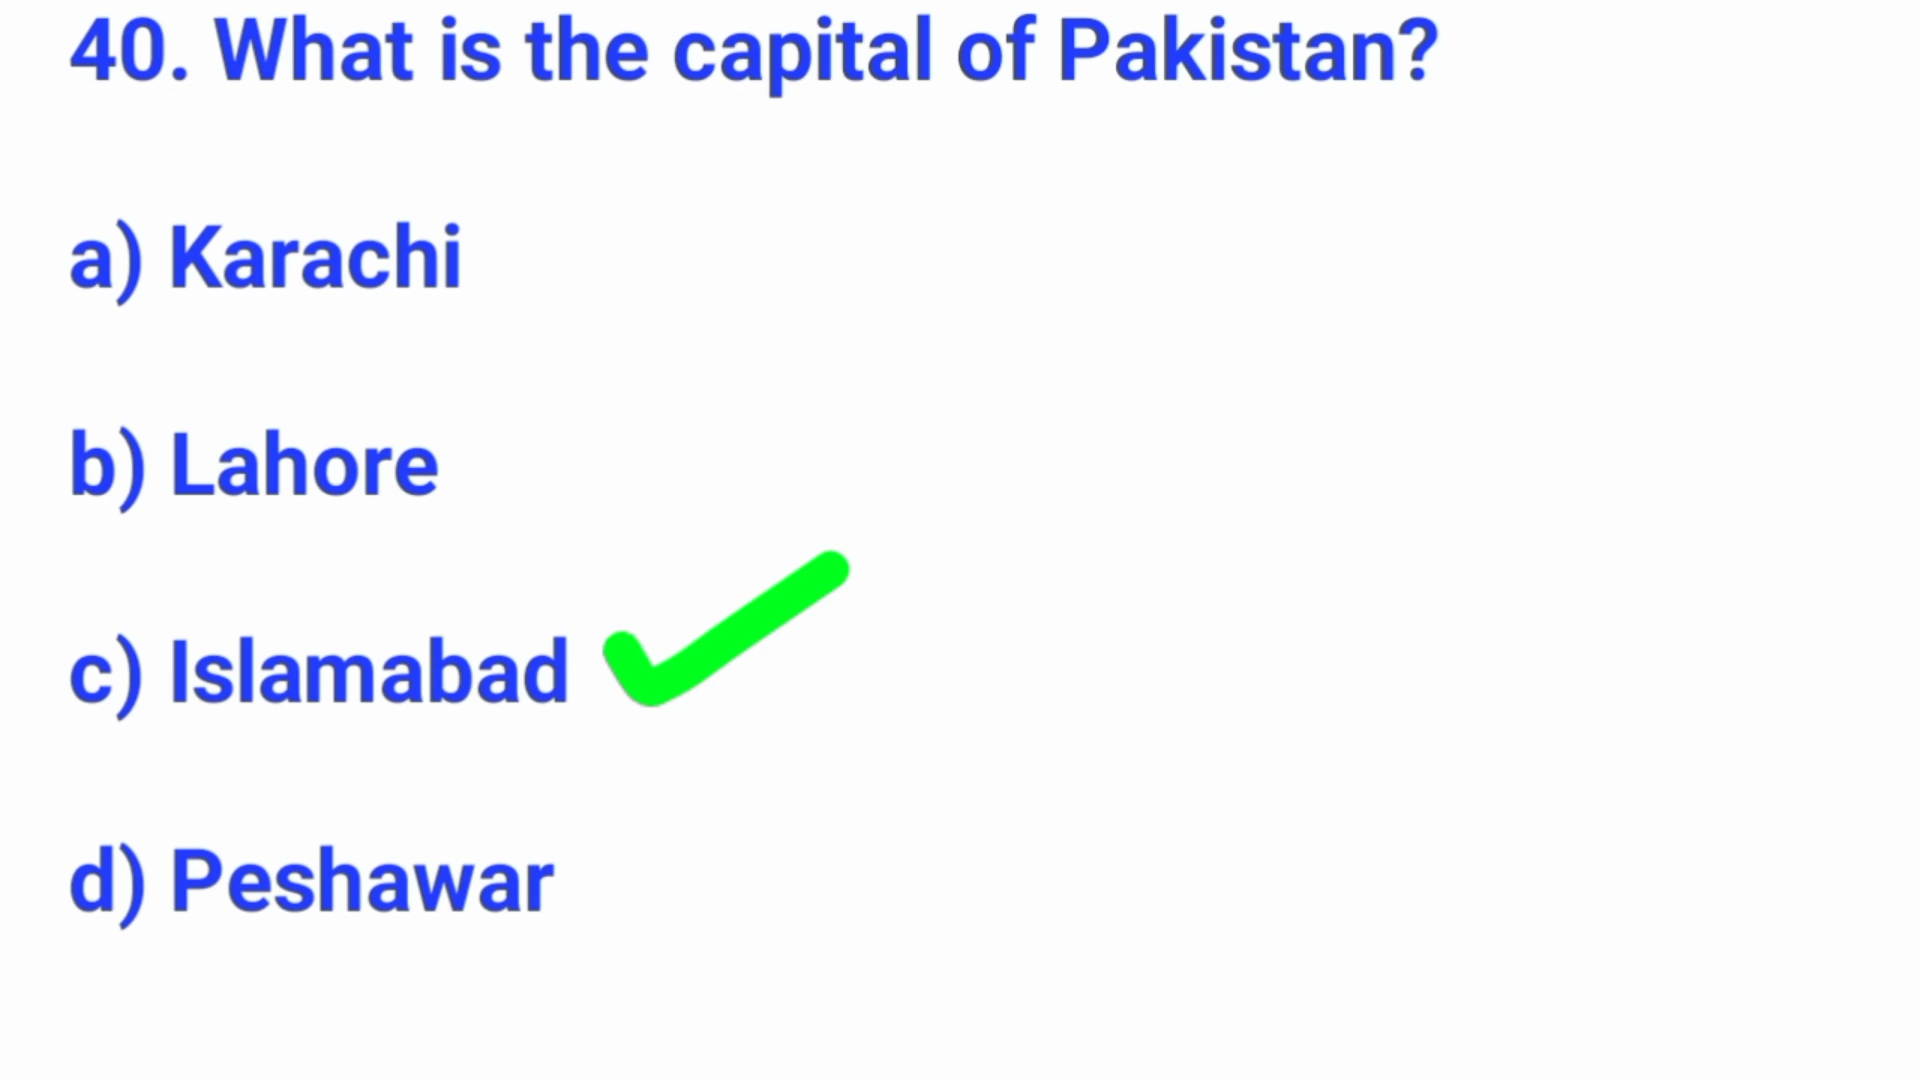 40. What is the capital of Pakistan?
a) Karachi
b) Lahore
c) Islamabad
d) Peshawar